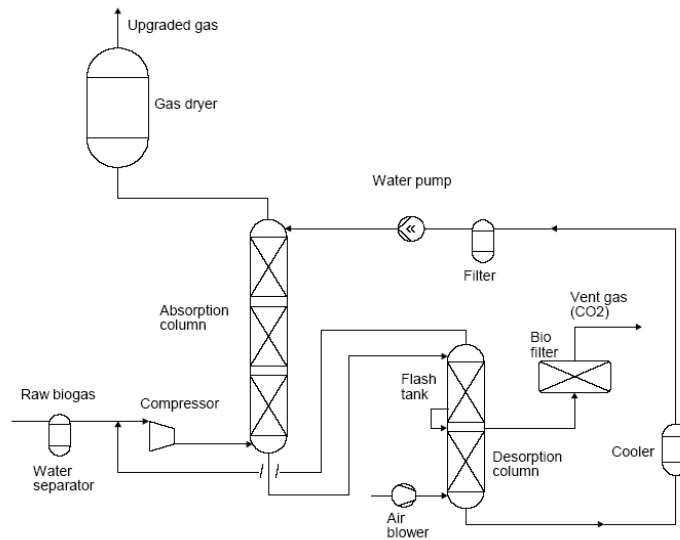 Upgraded gas
Gas dryer
Water pump
Filter
Vent gas
(CO2)
Bio
filter
Absorption
column
Flash
tank
Raw biogas
Compressor
Water
separator
Desorption
column
Cooler
Air
blower